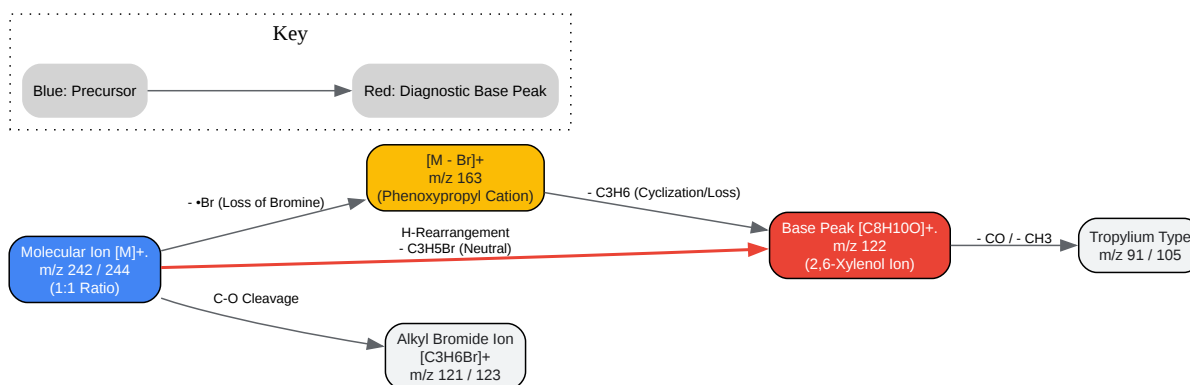 Key
Blue: Precursor
Red: Diagnostic Base Peak
[M - Br]+
m/z 163
(Phenoxypropyl Cation)
- •Br (Loss of Bromine)
- C3H6 (Cyclization/Loss)
H-Rearrangement
- C3H5Br (Neutral)
Molecular Ion [M]+.
m/z 242 / 244
(1:1 Ratio)
Base Peak [C8H10O]+.
m/z 122
(2,6-Xylenol Ion)
- CO / - CH3
Tropylium Type
m/z 91 / 105
C-O Cleavage
Alkyl Bromide Ion
[C3H6Br]+
m/z 121 / 123